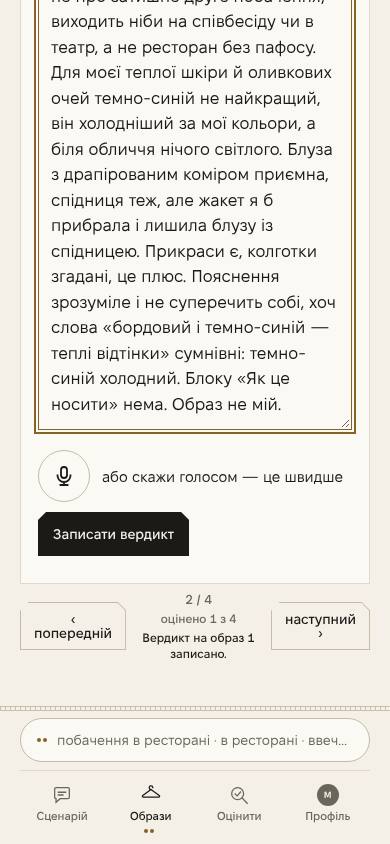 виходить ніби на співбесіду чи в
театр, а не ресторан без пафосу.
Для моєї теплої шкіри й оливкових
очей темно-синій не найкращий,
він холодніший за мої кольори, а
біля обличчя нічого світлого. Блуза
з драпірованим коміром приємна,
спідниця теж, але жакет я б
прибрала і лишила блузу із
спідницею. Прикраси є, колготки
згадані, це плюс. Пояснення
зрозуміле і не суперечить собі, хоч
слова «бордовий і темно-синій —
теплі відтінки» сумнівні: темно-
синій холодний. Блоку «Як це
носити» нема. Образ не мій.
або скажи голосом — це швидше
Записати вердикт
‹
попередній
2 / 4
оцінено 1 з 4
Вердикт на образ 1
записано.
наступний
›
побачення в ресторані · в ресторані · ввеч...
Сценарій
Образи
Оцінити
М
Профіль